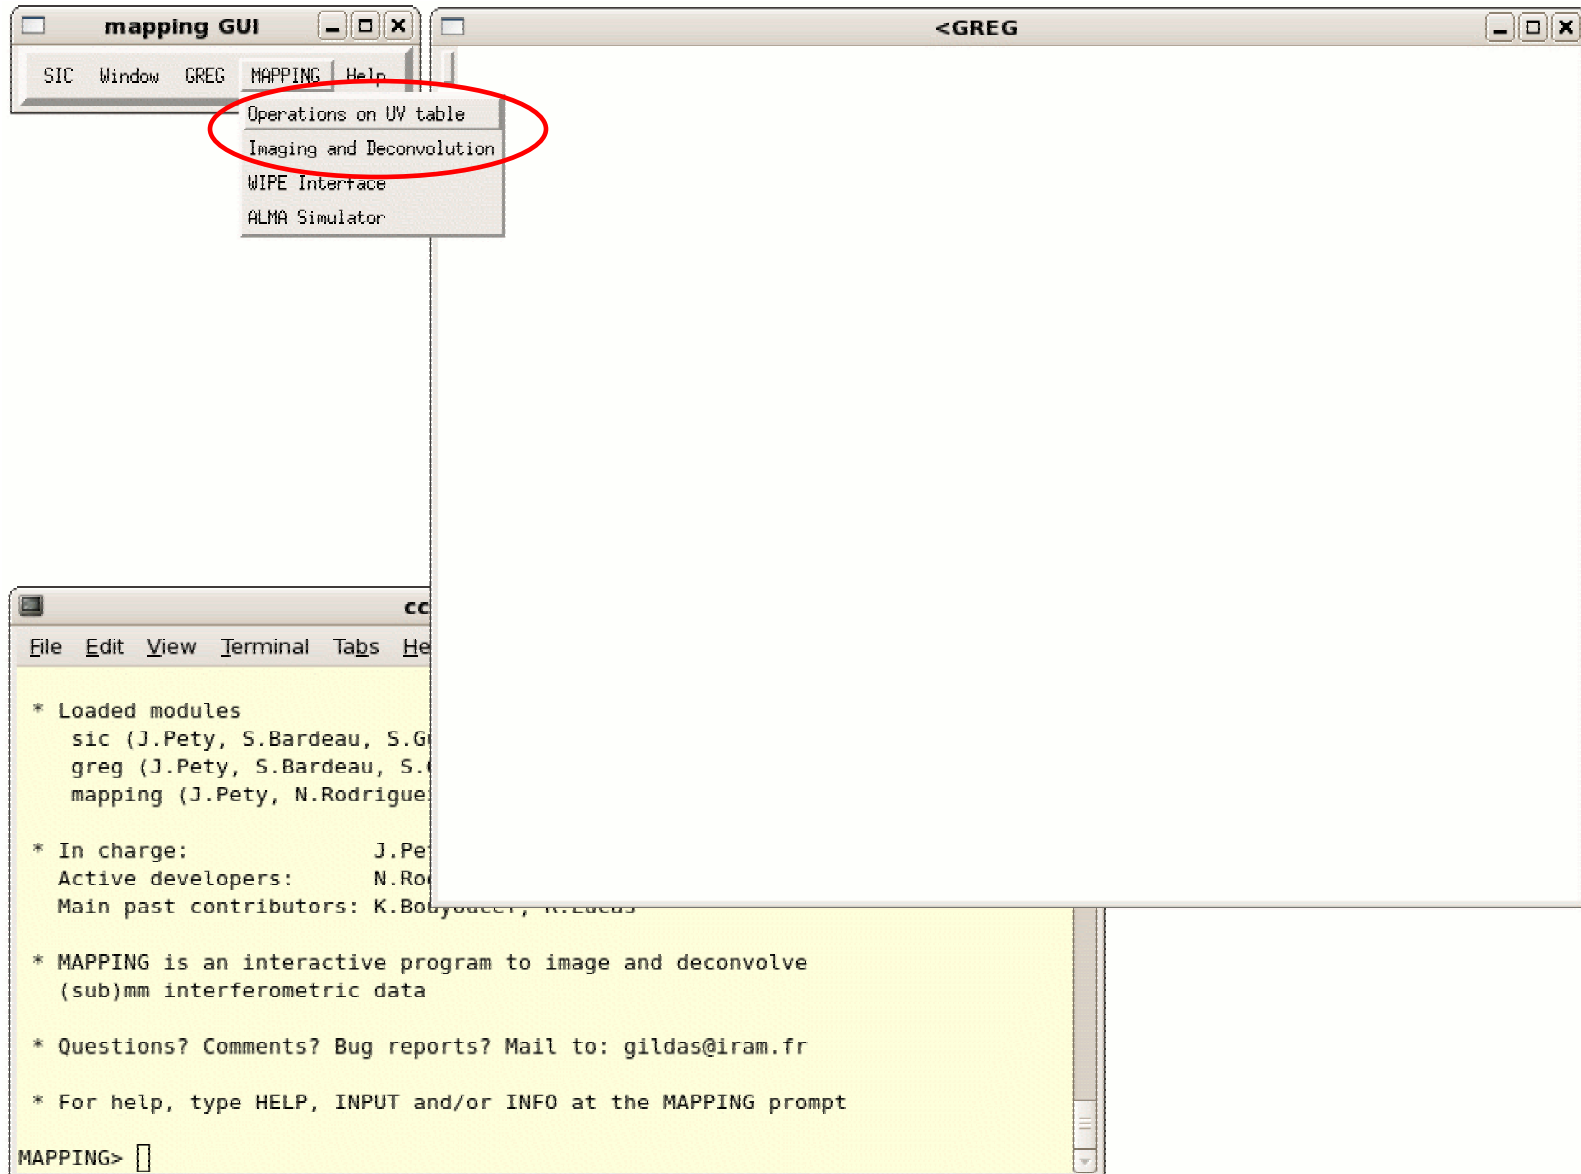 mapping GUI
<GREG
SIC Window GREG MAPPING Help
Operations on UV table
Imaging and Deconvolution
WIPE Interface
ALMA Simulator
File Edit View Terminal Tabs
* Loaded modules
sic (J.Pety, S.Bardeau,
greg (J.Pety, S.Bardeau,
mapping (J.Pety,
* In charge:
Active developers:
Main past contributors:
* MAPPING is an interactive program to image and deconvolve
(sub)mm interferometric data
* Questions? Comments? Bug reports? Mail to: gildas@iram.fr
* For help, type HELP, INPUT and/or INFO at the MAPPING prompt
MAPPING>